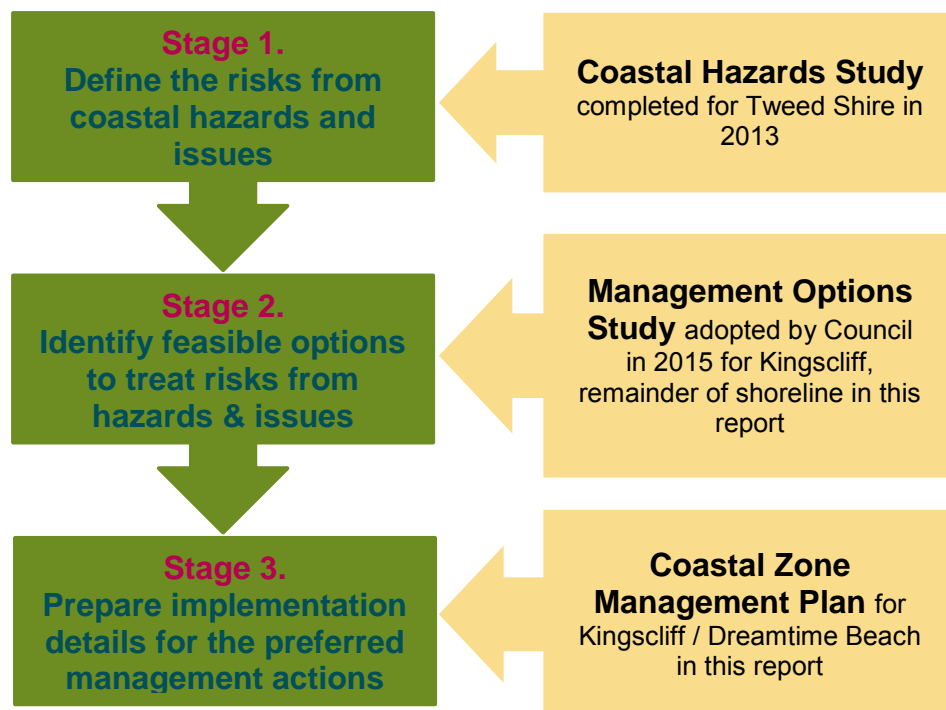 Stage 1.
Define the risks from
coastal hazards and
issues
Coastal Hazards Study
completed for Tweed Shire in
2013
Stage 2.
Identify feasible options
to treat risks from
hazards & issues
Management Options
Study adopted by Council
in 2015 for Kingscliff,
remainder of shoreline in this
report
Stage 3.
Prepare implementation
details for the preferred
management actions
Coastal Zone
Management Plan for
Kingscliff / Dreamtime Beach
in this report